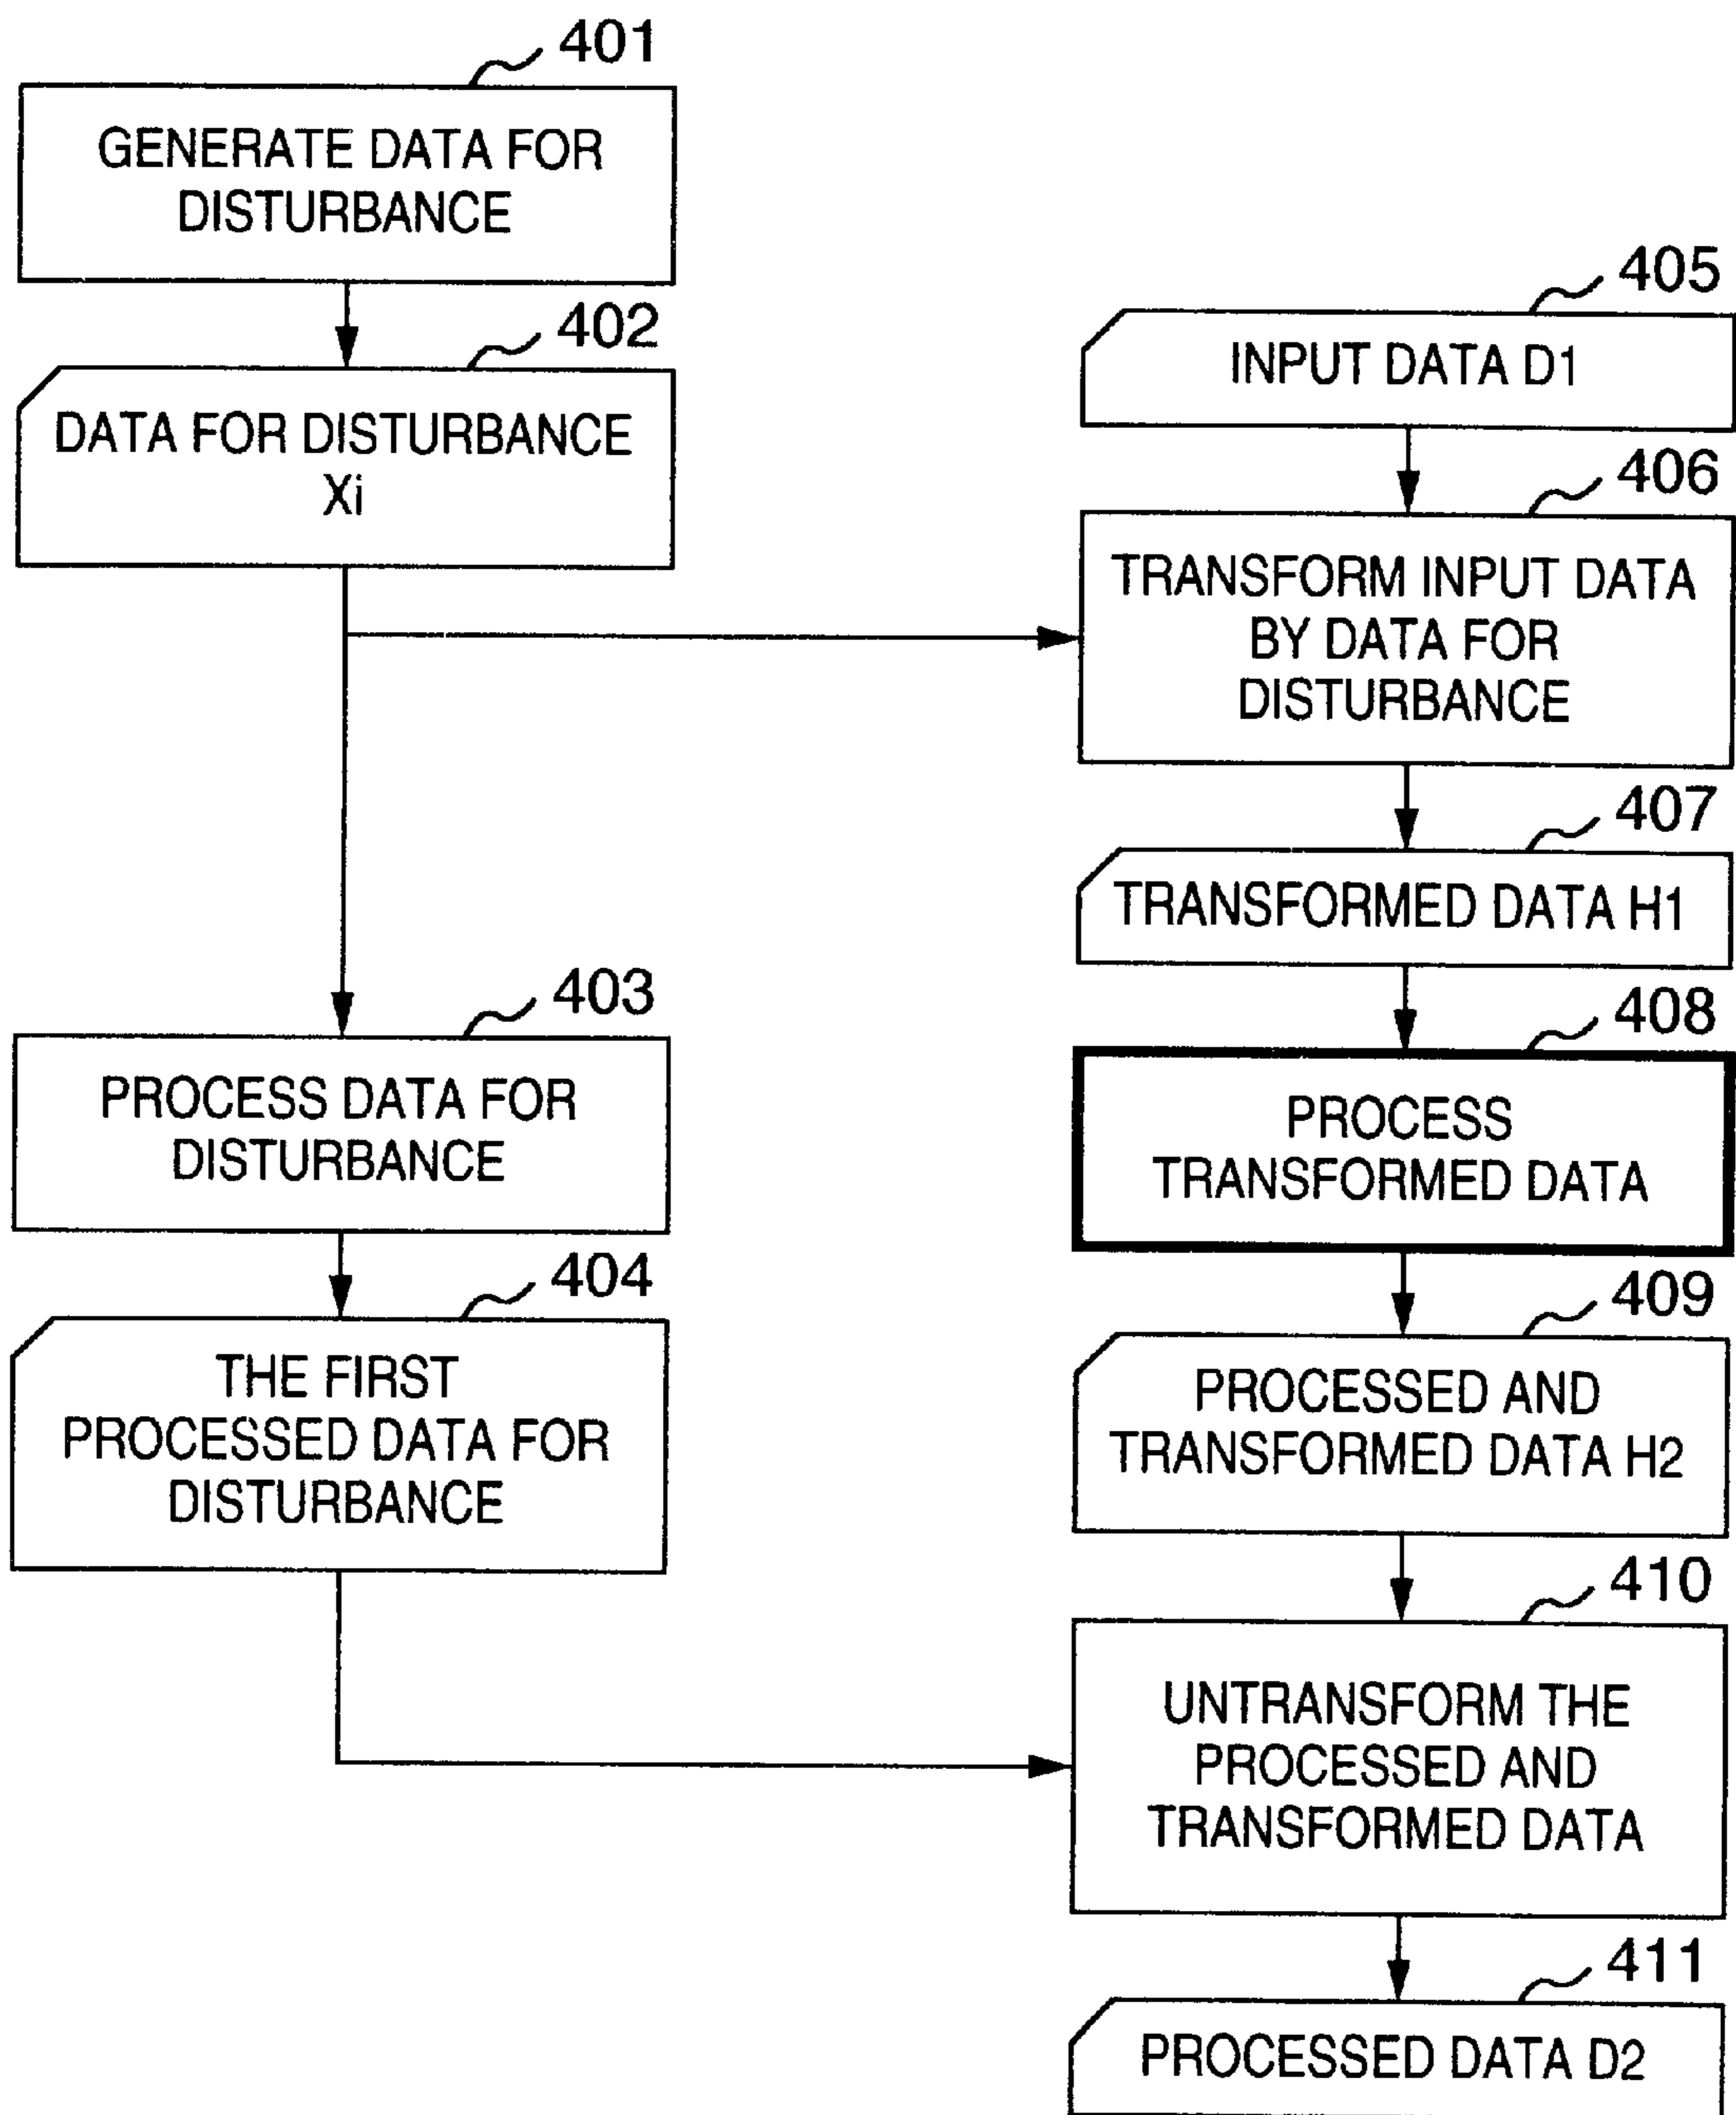 401
GENERATE DATA FOR
DISTURBANCE
402
DATA FOR DISTURBANCE
Xi
403
PROCESS DATA FOR
DISTURBANCE
404
THE FIRST
PROCESSED DATA FOR
DISTURBANCE
405
INPUT DATA D1
406
TRANSFORM INPUT DATA
BY DATA FOR
DISTURBANCE
407
TRANSFORMED DATA H1
408
PROCESS
TRANSFORMED DATA
409
PROCESSED AND
TRANSFORMED DATA H2
410
UNTRANSFORM THE
PROCESSED AND
TRANSFORMED DATA
411
PROCESSED DATA D2